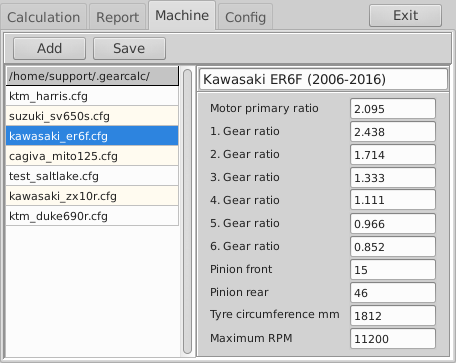 Calculation Report Machine Config Exit
Add Save
/home/support/.gearcalc/
ktm_harris.cfg
suzuki_sv650s.cfg
kawasaki_er6f.cfg
cagiva_mito125.cfg
test_saltlake.cfg
kawasaki_zx10r.cfg
ktm_duke690r.cfg
Kawasaki ER6F (2006-2016)
Motor primary ratio 2.095
1. Gear ratio 2.438
2. Gear ratio 1.714
3. Gear ratio 1.333
4. Gear ratio 1.111
5. Gear ratio 0.966
6. Gear ratio 0.852
Pinion front 15
Pinion rear 46
Tyre circumference mm 1812
Maximum RPM 11200